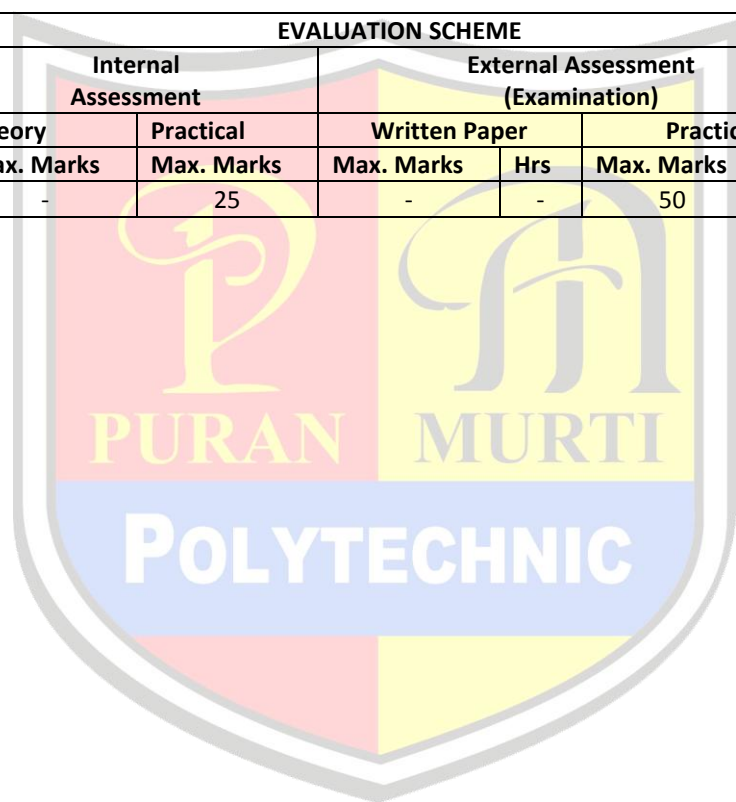 EVALUATION SCHEME
Internal Assessment External Assessment (Examination)
Practical Written Paper
Max. Marks Max. Marks Hrs Max. Marks
- 25 - - 50
PURAN MURTI
POLYTECHNIC